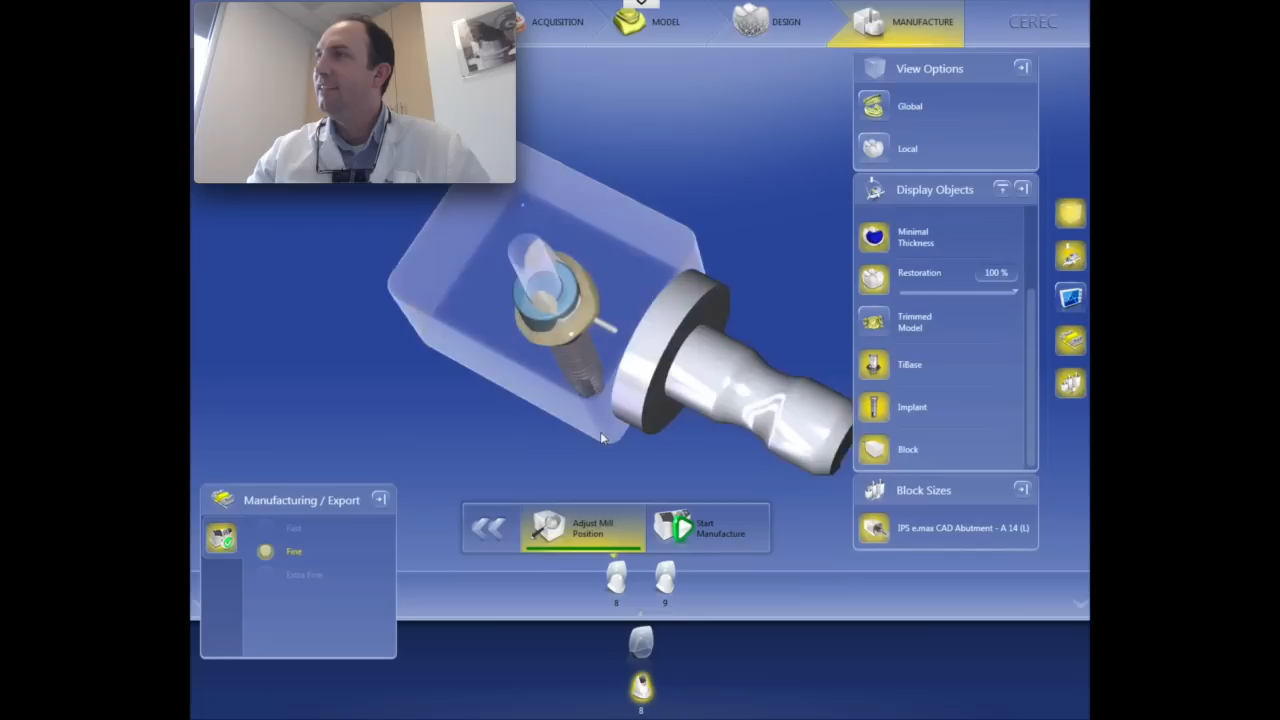 ACQUISITION
MODEL
DESIGN
MANUFACTURE
CEREC
View Options
Global
Local
Display Objects
Minimal
Thickness
Restoration
100 %
Trimmed
Model
TiBase
Implant
Block
Block Sizes
IPS e.max CAD Abutment - A 14 (L)
Manufacturing / Export
Fast
Fine
Extra Fine
Adjust Mill
Position
Start
Manufacture
8
9
8